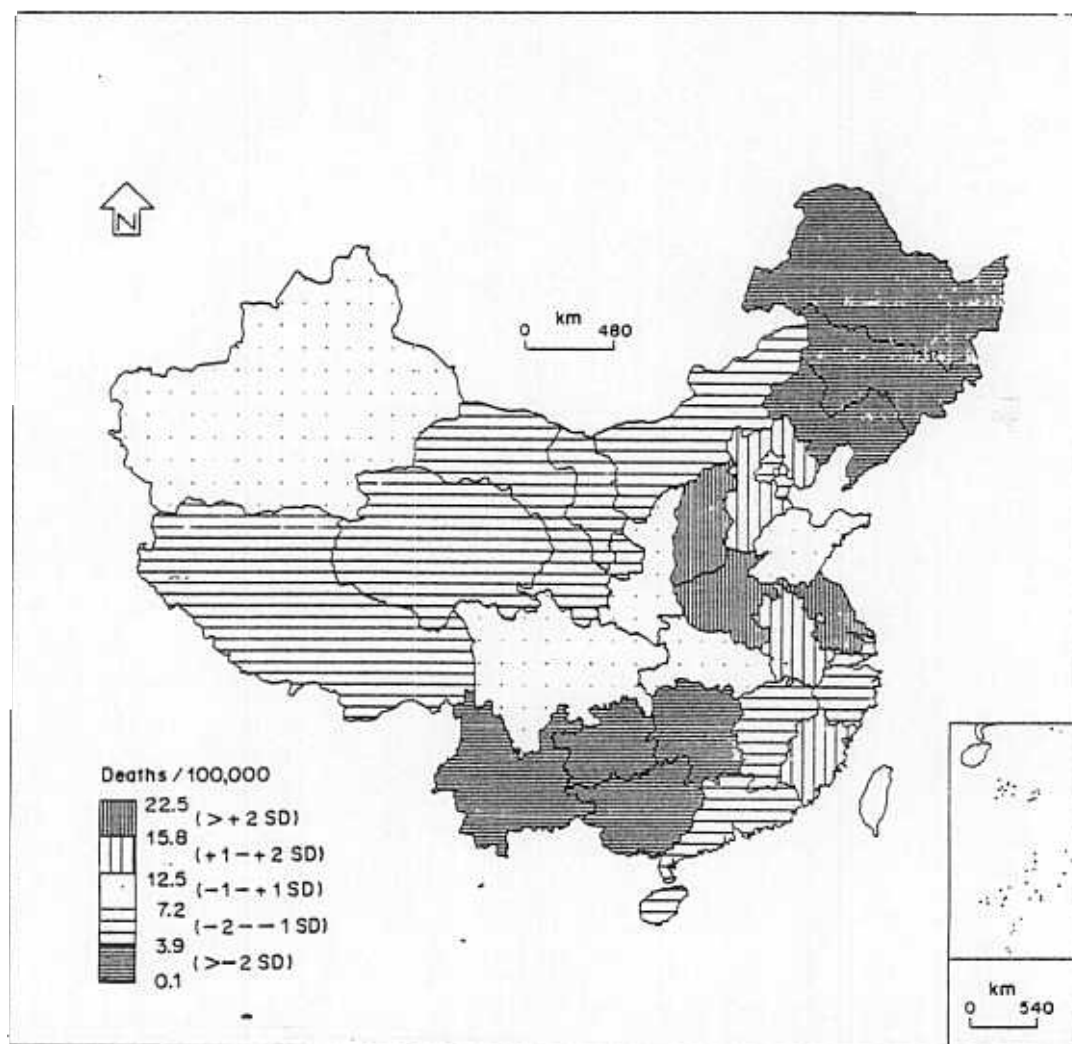 N
km
0 480
Deaths / 100,000
22.5
(> + 2 SD)
15.8
(+1 – +2 SD)
12.5
(–1 – +1 SD)
7.2
(–2 – –1 SD)
3.9
(> –2 SD)
0.1
km
0 540